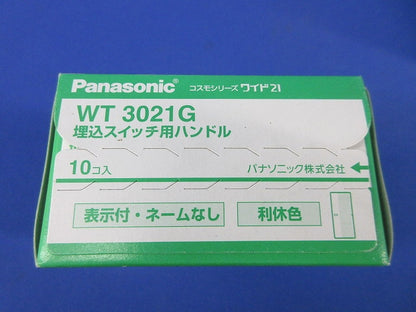 Panasonic® コスモシリーズ ワイド21
WT 3021G
埋込スイッチ用ハンドル
10コ入
パナソニック株式会社
表示付・ネームなし 利休色